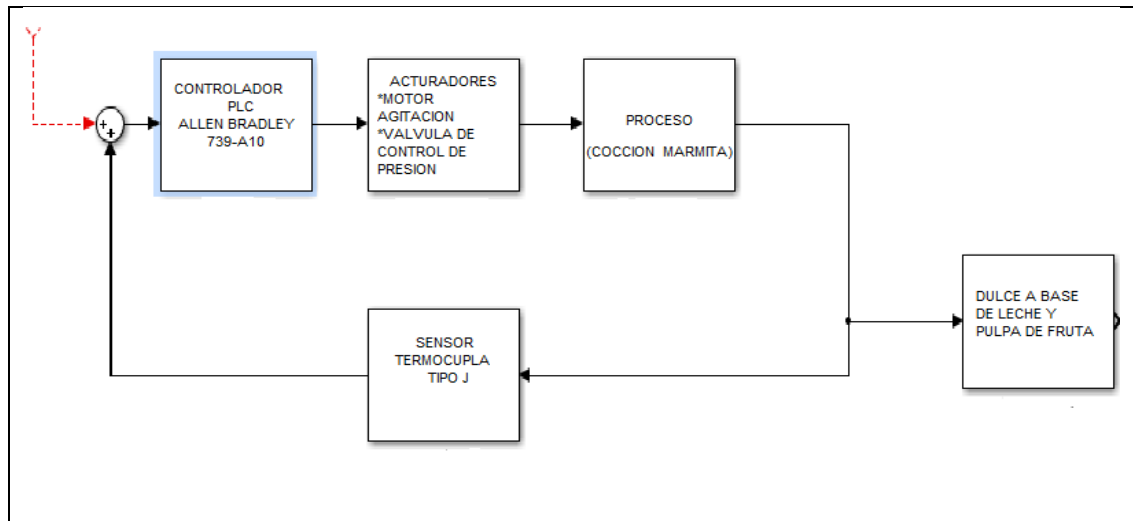 +
+
CONTROLADOR
PLC
ALLEN BRADLEY
739-A10
ACTURADORES
*MOTOR
AGITACION
*VALVULA DE
CONTROL DE
PRESION
PROCESO
(COCCION MARMITA)
DULCE A BASE
DE LECHE Y
PULPA DE FRUTA
SENSOR
TERMOCUPLA
TIPO J